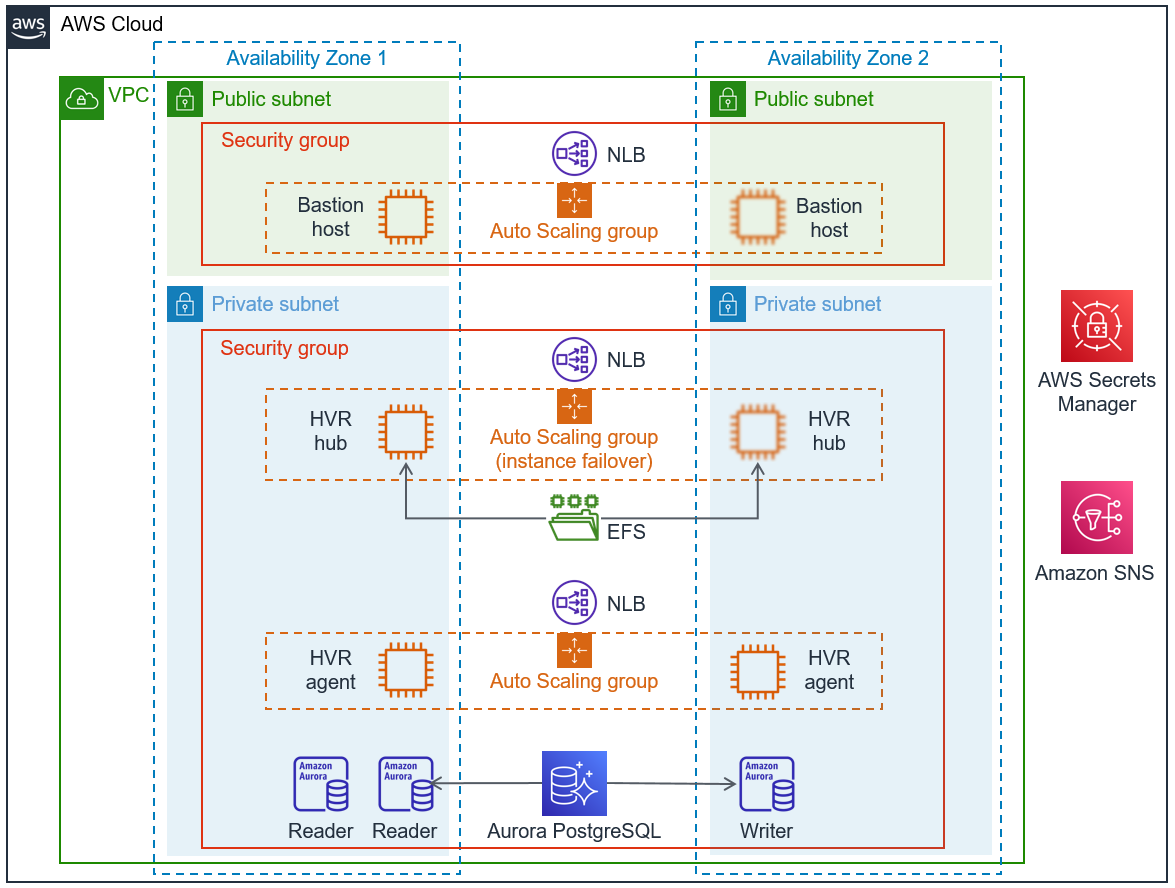 aws
AWS Cloud
Availability Zone 1
Availability Zone 2
VPC
Public subnet
Public subnet
Security group
NLB
Bastion
host
Auto Scaling group
Bastion
host
Private subnet
Private subnet
Security group
NLB
HVR
hub
Auto Scaling group
(instance failover)
HVR
hub
EFS
AWS Secrets
Manager
Amazon SNS
NLB
HVR
agent
Auto Scaling group
HVR
agent
Amazon
Aurora
Reader
Amazon
Aurora
Reader
Aurora PostgreSQL
Amazon
Aurora
Writer